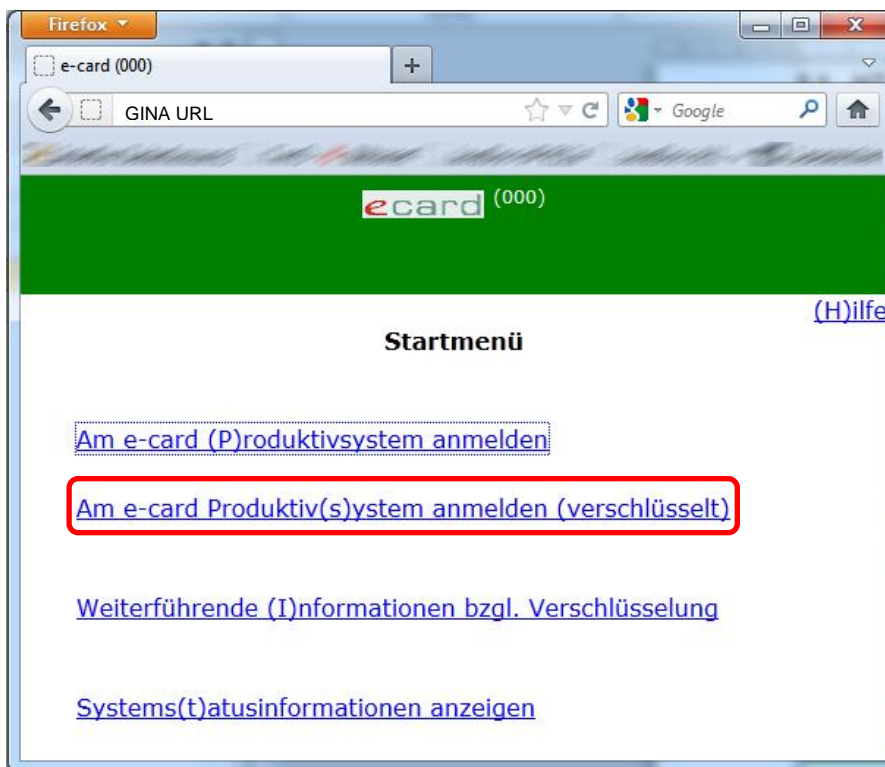 Firefox
e-card (000)
GINA URL
Google
ecard (000)
(H)ilfe
Startmenü
Am e-card (P)roduktivsystem anmelden
Am e-card Produktiv(s)ystem anmelden (verschlüsselt)
Weiterführende (I)nformationen bzgl. Verschlüsselung
Systems(t)atusinformationen anzeigen